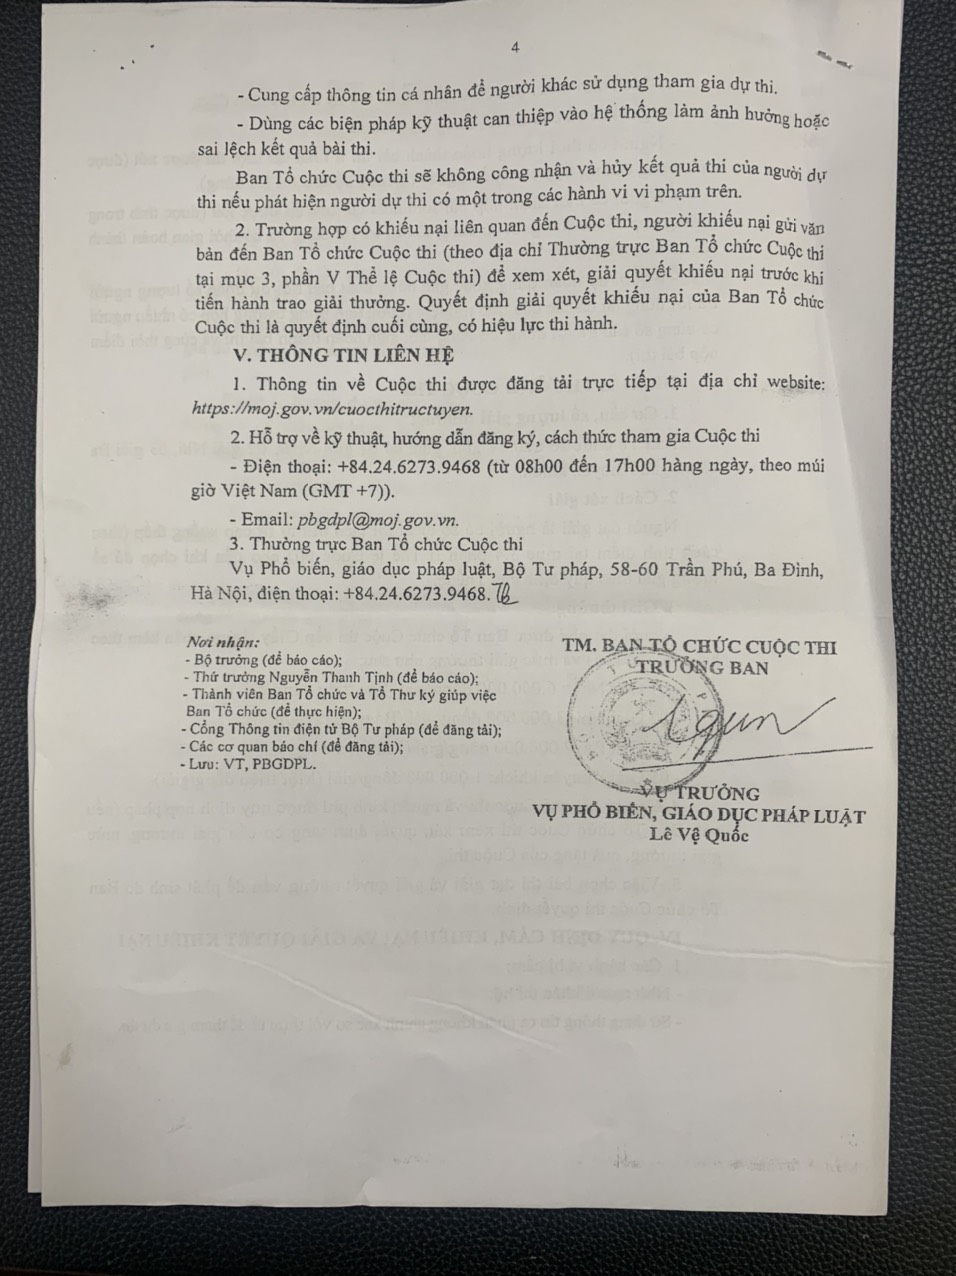 4
- Cung cấp thông tin cá nhân để người khác sử dụng tham gia dự thi.
- Dùng các biện pháp kỹ thuật can thiệp vào hệ thống làm ảnh hưởng hoặc
sai lệch kết quả bài thi.
Ban Tổ chức Cuộc thi sẽ không công nhận và hủy kết quả thi của người dự
thi nếu phát hiện người dự thi có một trong các hành vi vi phạm trên.
2. Trường hợp có khiếu nại liên quan đến Cuộc thi, người khiếu nại gửi văn
bản đến Ban Tổ chức Cuộc thi (theo địa chỉ Thường trực Ban Tổ chức Cuộc thi
tại mục 3, phần V Thể lệ Cuộc thi) để xem xét, giải quyết khiếu nại trước khi
tiến hành trao giải thưởng. Quyết định giải quyết khiếu nại của Ban Tổ chức
Cuộc thi là quyết định cuối cùng, có hiệu lực thi hành.
V. THÔNG TIN LIÊN HỆ
1. Thông tin về Cuộc thi được đăng tải trực tiếp tại địa chỉ website:
https://moj.gov.vn/cuocthitructuyen.
2. Hỗ trợ về kỹ thuật, hướng dẫn đăng ký, cách thức tham gia Cuộc thi
- Điện thoại: +84.24.6273.9468 (từ 08h00 đến 17h00 hàng ngày, theo múi
giờ Việt Nam (GMT +7)).
- Email: pbgdpl@moj.gov.vn.
3. Thường trực Ban Tổ chức Cuộc thi
Vụ Phổ biến, giáo dục pháp luật, Bộ Tư pháp, 58-60 Trần Phú, Ba Đình,
Hà Nội, điện thoại: +84.24.6273.9468.
Nơi nhận:
- Bộ trưởng (để báo cáo);
- Thứ trưởng Nguyễn Thanh Tịnh (để báo cáo);
- Thành viên Ban Tổ chức và Tổ Thư ký giúp việc
Ban Tổ chức (để thực hiện);
- Cổng Thông tin điện tử Bộ Tư pháp (để đăng tải);
- Các cơ quan báo chí (để đăng tải);
- Lưu: VT, PBGDPL.
TM. BAN TỔ CHỨC CUỘC THI
TRƯỞNG BAN
VỤ TRƯỞNG
VỤ PHỔ BIẾN, GIÁO DỤC PHÁP LUẬT
Lê Vệ Quốc